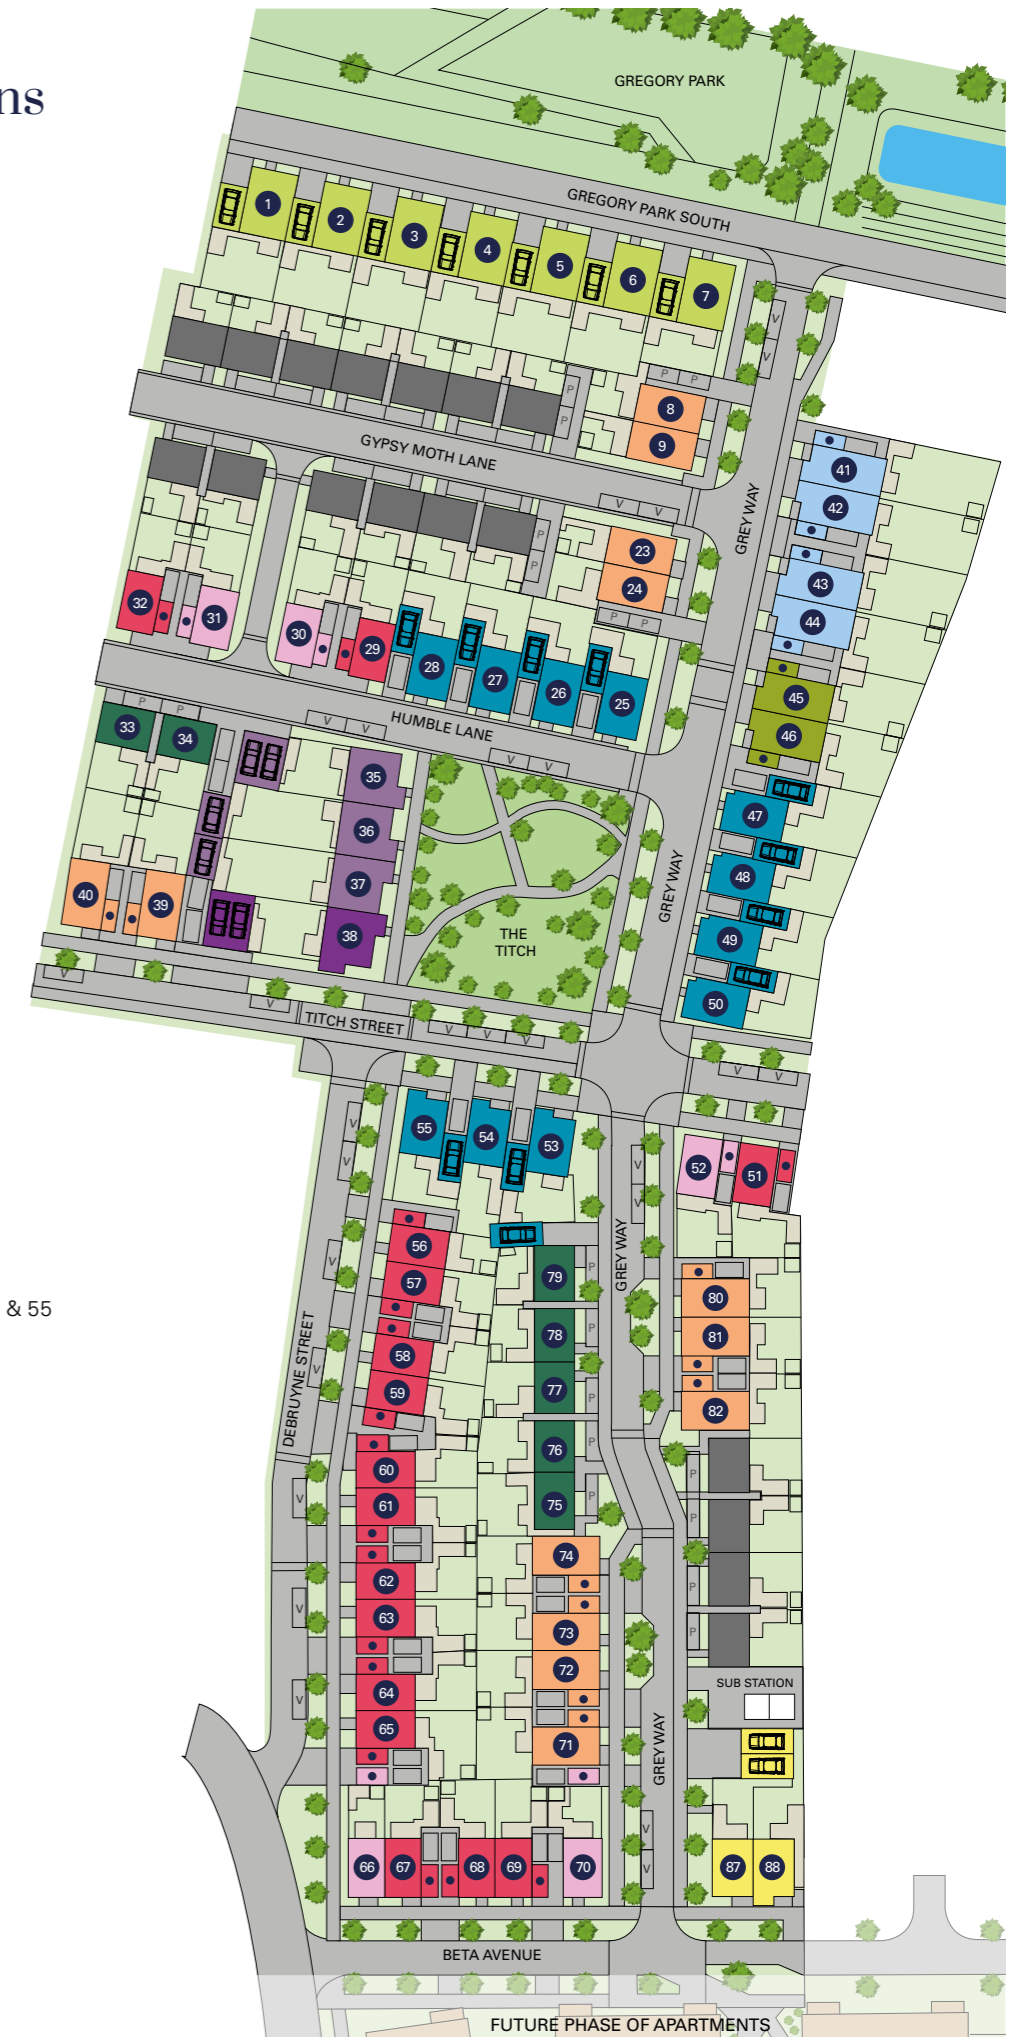 ns
GREGORY PARK
GREGORY PARK SOUTH
1
2
3
4
5
6
7
V
V
P P
P
P
8
9
GYPSY MOTH LANE
V V
GREY WAY
41
42
43
44
45
46
P
P
23
24
P P
32
31
30
29
28
27
26
25
HUMBLE LANE
V V
V V
P P
33
34
35
36
37
38
40
39
THE
TITCH
GREY WAY
47
48
49
50
V
V
TITCH STREET
V V V
V V
55
54
53
52
51
V
V
V
V
V
V
DEBRUYNE STREET
GREY WAY
56
57
58
59
& 55
79
78
77
76
75
P
P
P
P
P
80
81
82
P
P
P
P
60
61
62
63
64
65
V
V
V
74
73
72
71
GREY WAY
SUB STATION
V
V
66
67
68
69
70
87
88
BETA AVENUE
FUTURE PHASE OF APARTMENTS